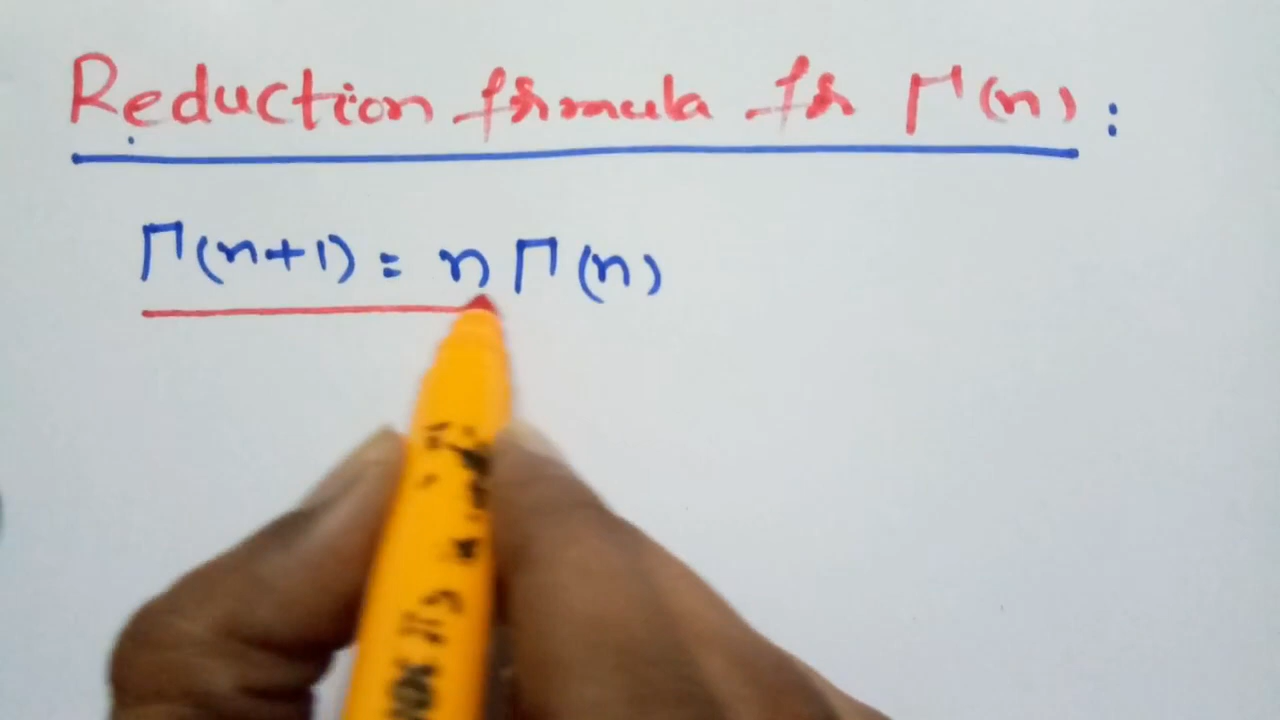 Reduction formula for Γ(n) :
Γ(n+1) = n Γ(n)